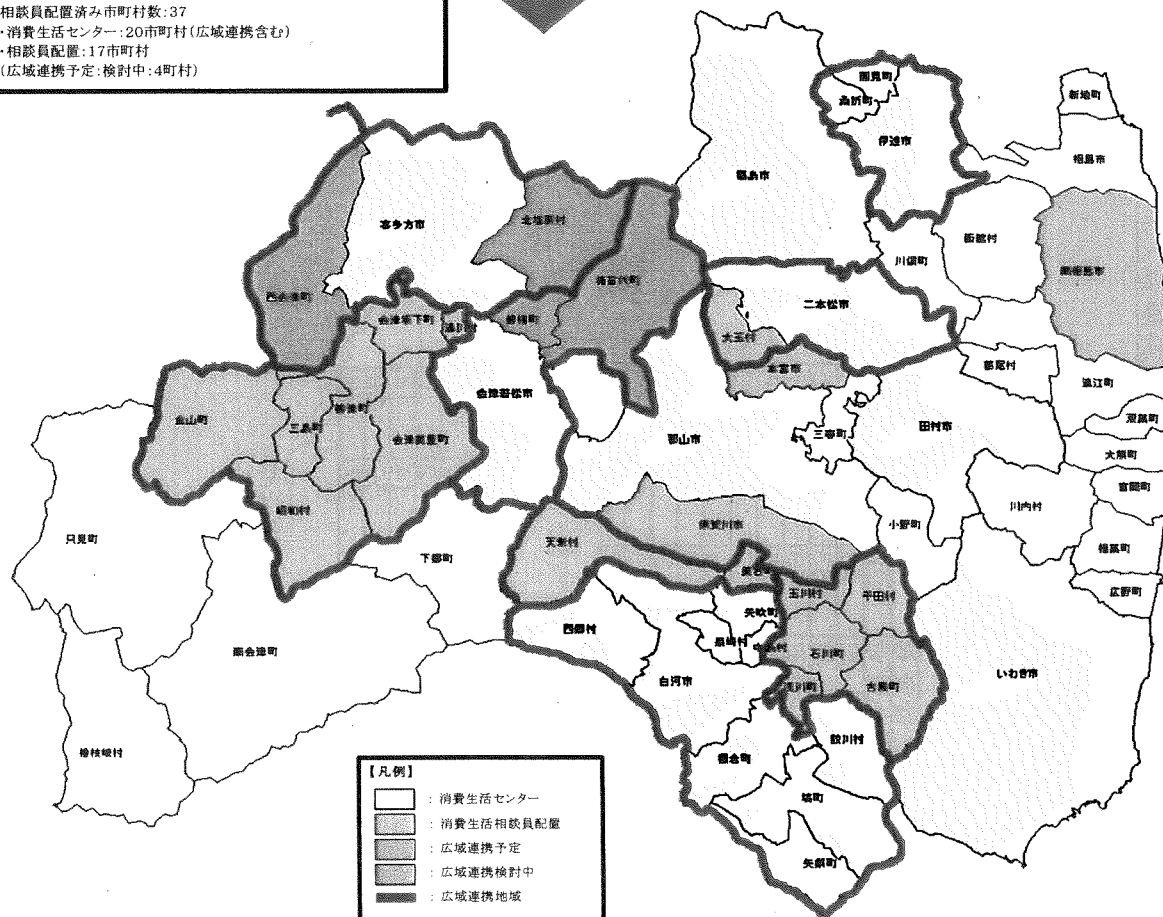 相談員配置済み市町村数:37
・消費生活センター:20市町村(広域連携含む)
・相談員配置:17市町村
(広域連携予定:検討中:4町村)
国見町
桑折町
新地町
伊達市
相馬市
福島市
喜多方市
北塩原村
飯舘村
川俣町
南相馬市
西会津町
猪苗代町
二本松市
会津坂下町
湯川村
磐梯町
大玉村
本宮市
葛尾村
浪江町
双葉町
金山町
三島町
柳津町
会津若松市
会津美里町
郡山市
三春町
田村市
大熊町
富岡町
川内村
昭和村
只見町
下郷町
天栄村
須賀川市
小野町
楢葉町
広野町
鏡石町
玉川村
平田村
矢吹町
西郷村
泉崎村
中島村
石川町
南会津町
白河市
浅川町
古殿町
いわき市
檜枝岐村
棚倉町
鮫川村
塙町
矢祭町
【凡例】
:消費生活センター
:消費生活相談員配置
:広域連携予定
:広域連携検討中
:広域連携地域